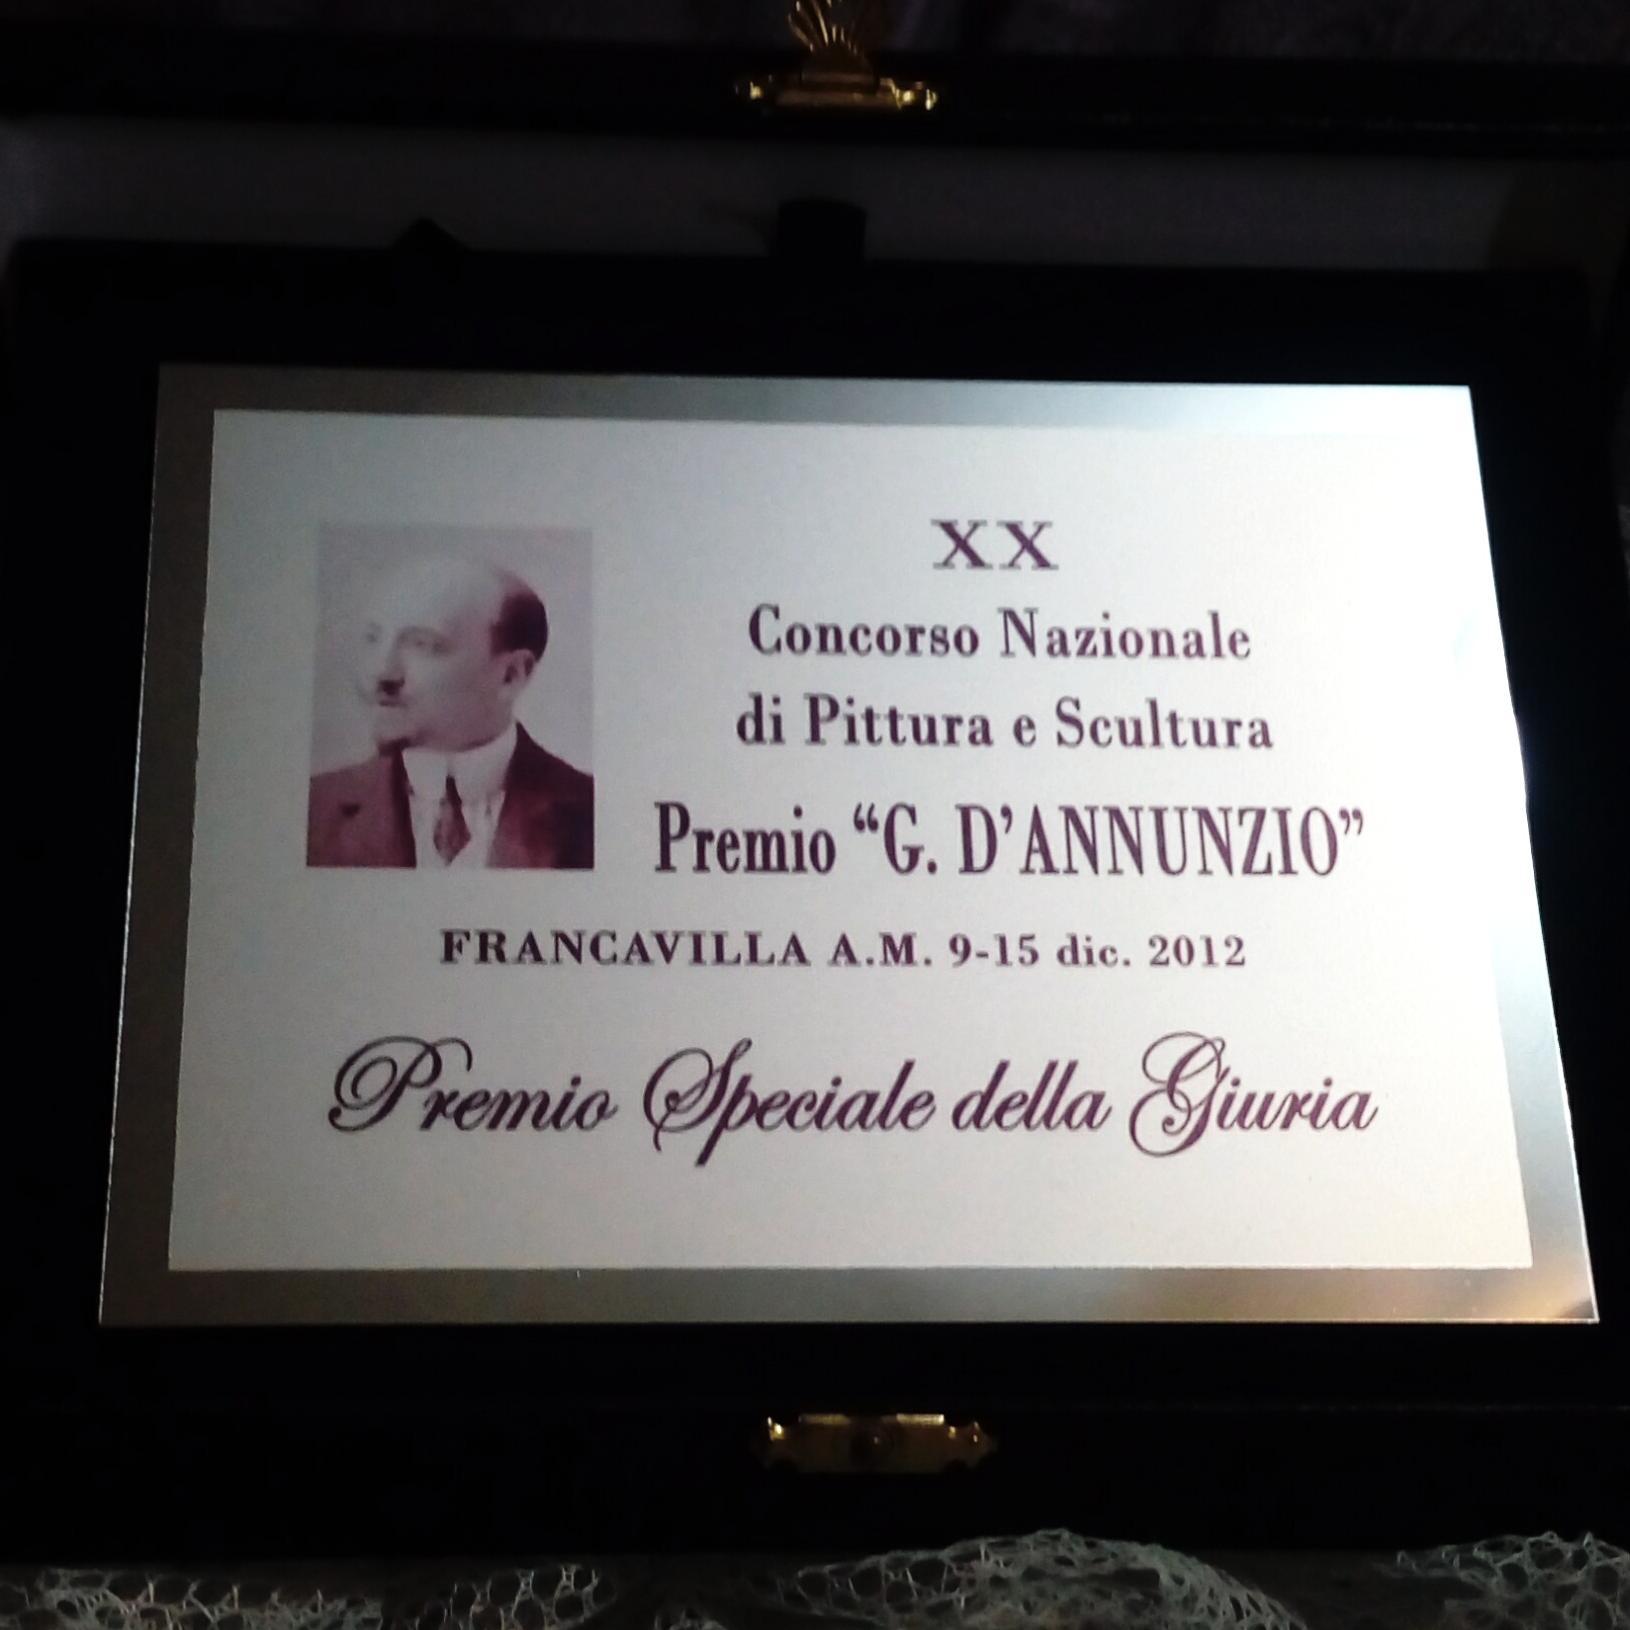 XX
Concorso Nazionale
di Pittura e Scultura
Premio “G. D’ANNUNZIO”
FRANCAVILLA A.M. 9-15 dic. 2012
Premio Speciale della Giuria